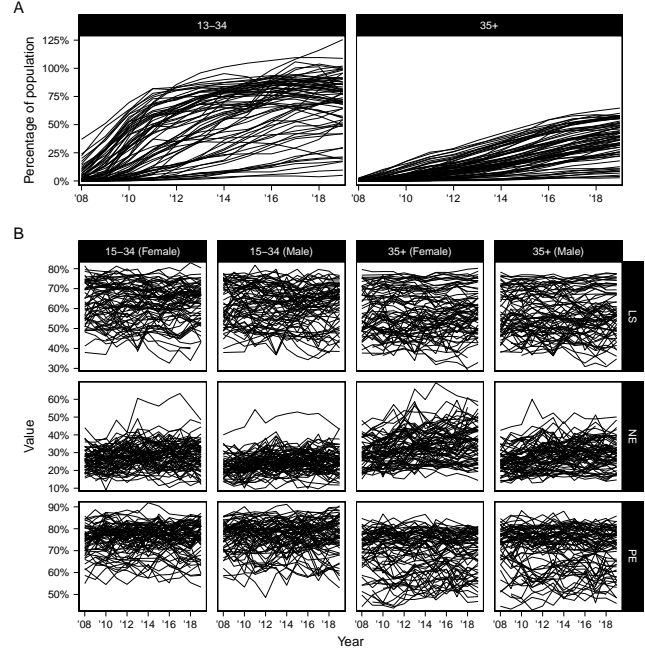 A
13–34 35+
Percentage of population
125%
100%
75%
50%
25%
0%
'08 '10 '12 '14 '16 '18 '08 '10 '12 '14 '16 '18
B
15–34 (Female) 15–34 (Male) 35+ (Female) 35+ (Male)
Value
80%
70%
60%
50%
40%
30%
LS
60%
50%
40%
30%
20%
10%
NE
90%
80%
70%
60%
50%
PE
'08 '10 '12 '14 '16 '18 '08 '10 '12 '14 '16 '18 '08 '10 '12 '14 '16 '18 '08 '10 '12 '14 '16 '18
Year